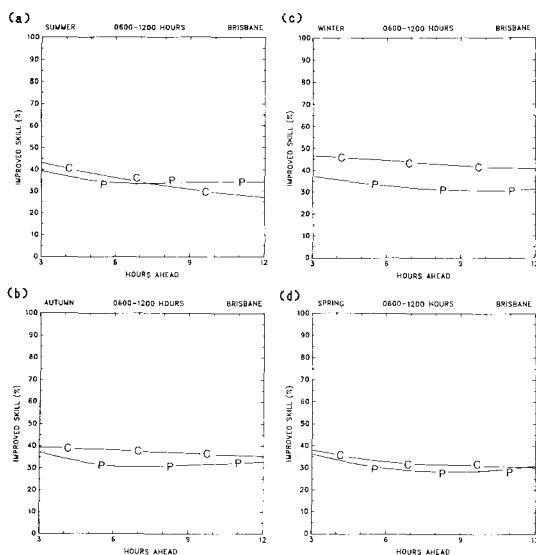 (a)
SUMMER 0600-1200 HOURS BRISBANE
100
90
80
70
60
50
40
30
20
10
0
IMPROVED SKILL (%)
C C C
P P P P
3 6 9 12
HOURS AHEAD
(c)
WINTER 0600-1200 HOURS BRISBANE
100
90
80
70
60
50
40
30
20
10
0
IMPROVED SKILL (%)
C C C
P P P
3 6 9 12
HOURS AHEAD
(b)
AUTUMN 0600-1200 HOURS BRISBANE
100
90
80
70
60
50
40
30
20
10
0
IMPROVED SKILL (%)
C C C
P P P
3 6 9 12
HOURS AHEAD
(d)
SPRING 0600-1200 HOURS BRISBANE
100
90
80
70
60
50
40
30
20
10
0
IMPROVED SKILL (%)
C C C
P P P
3 6 9 12
HOURS AHEAD